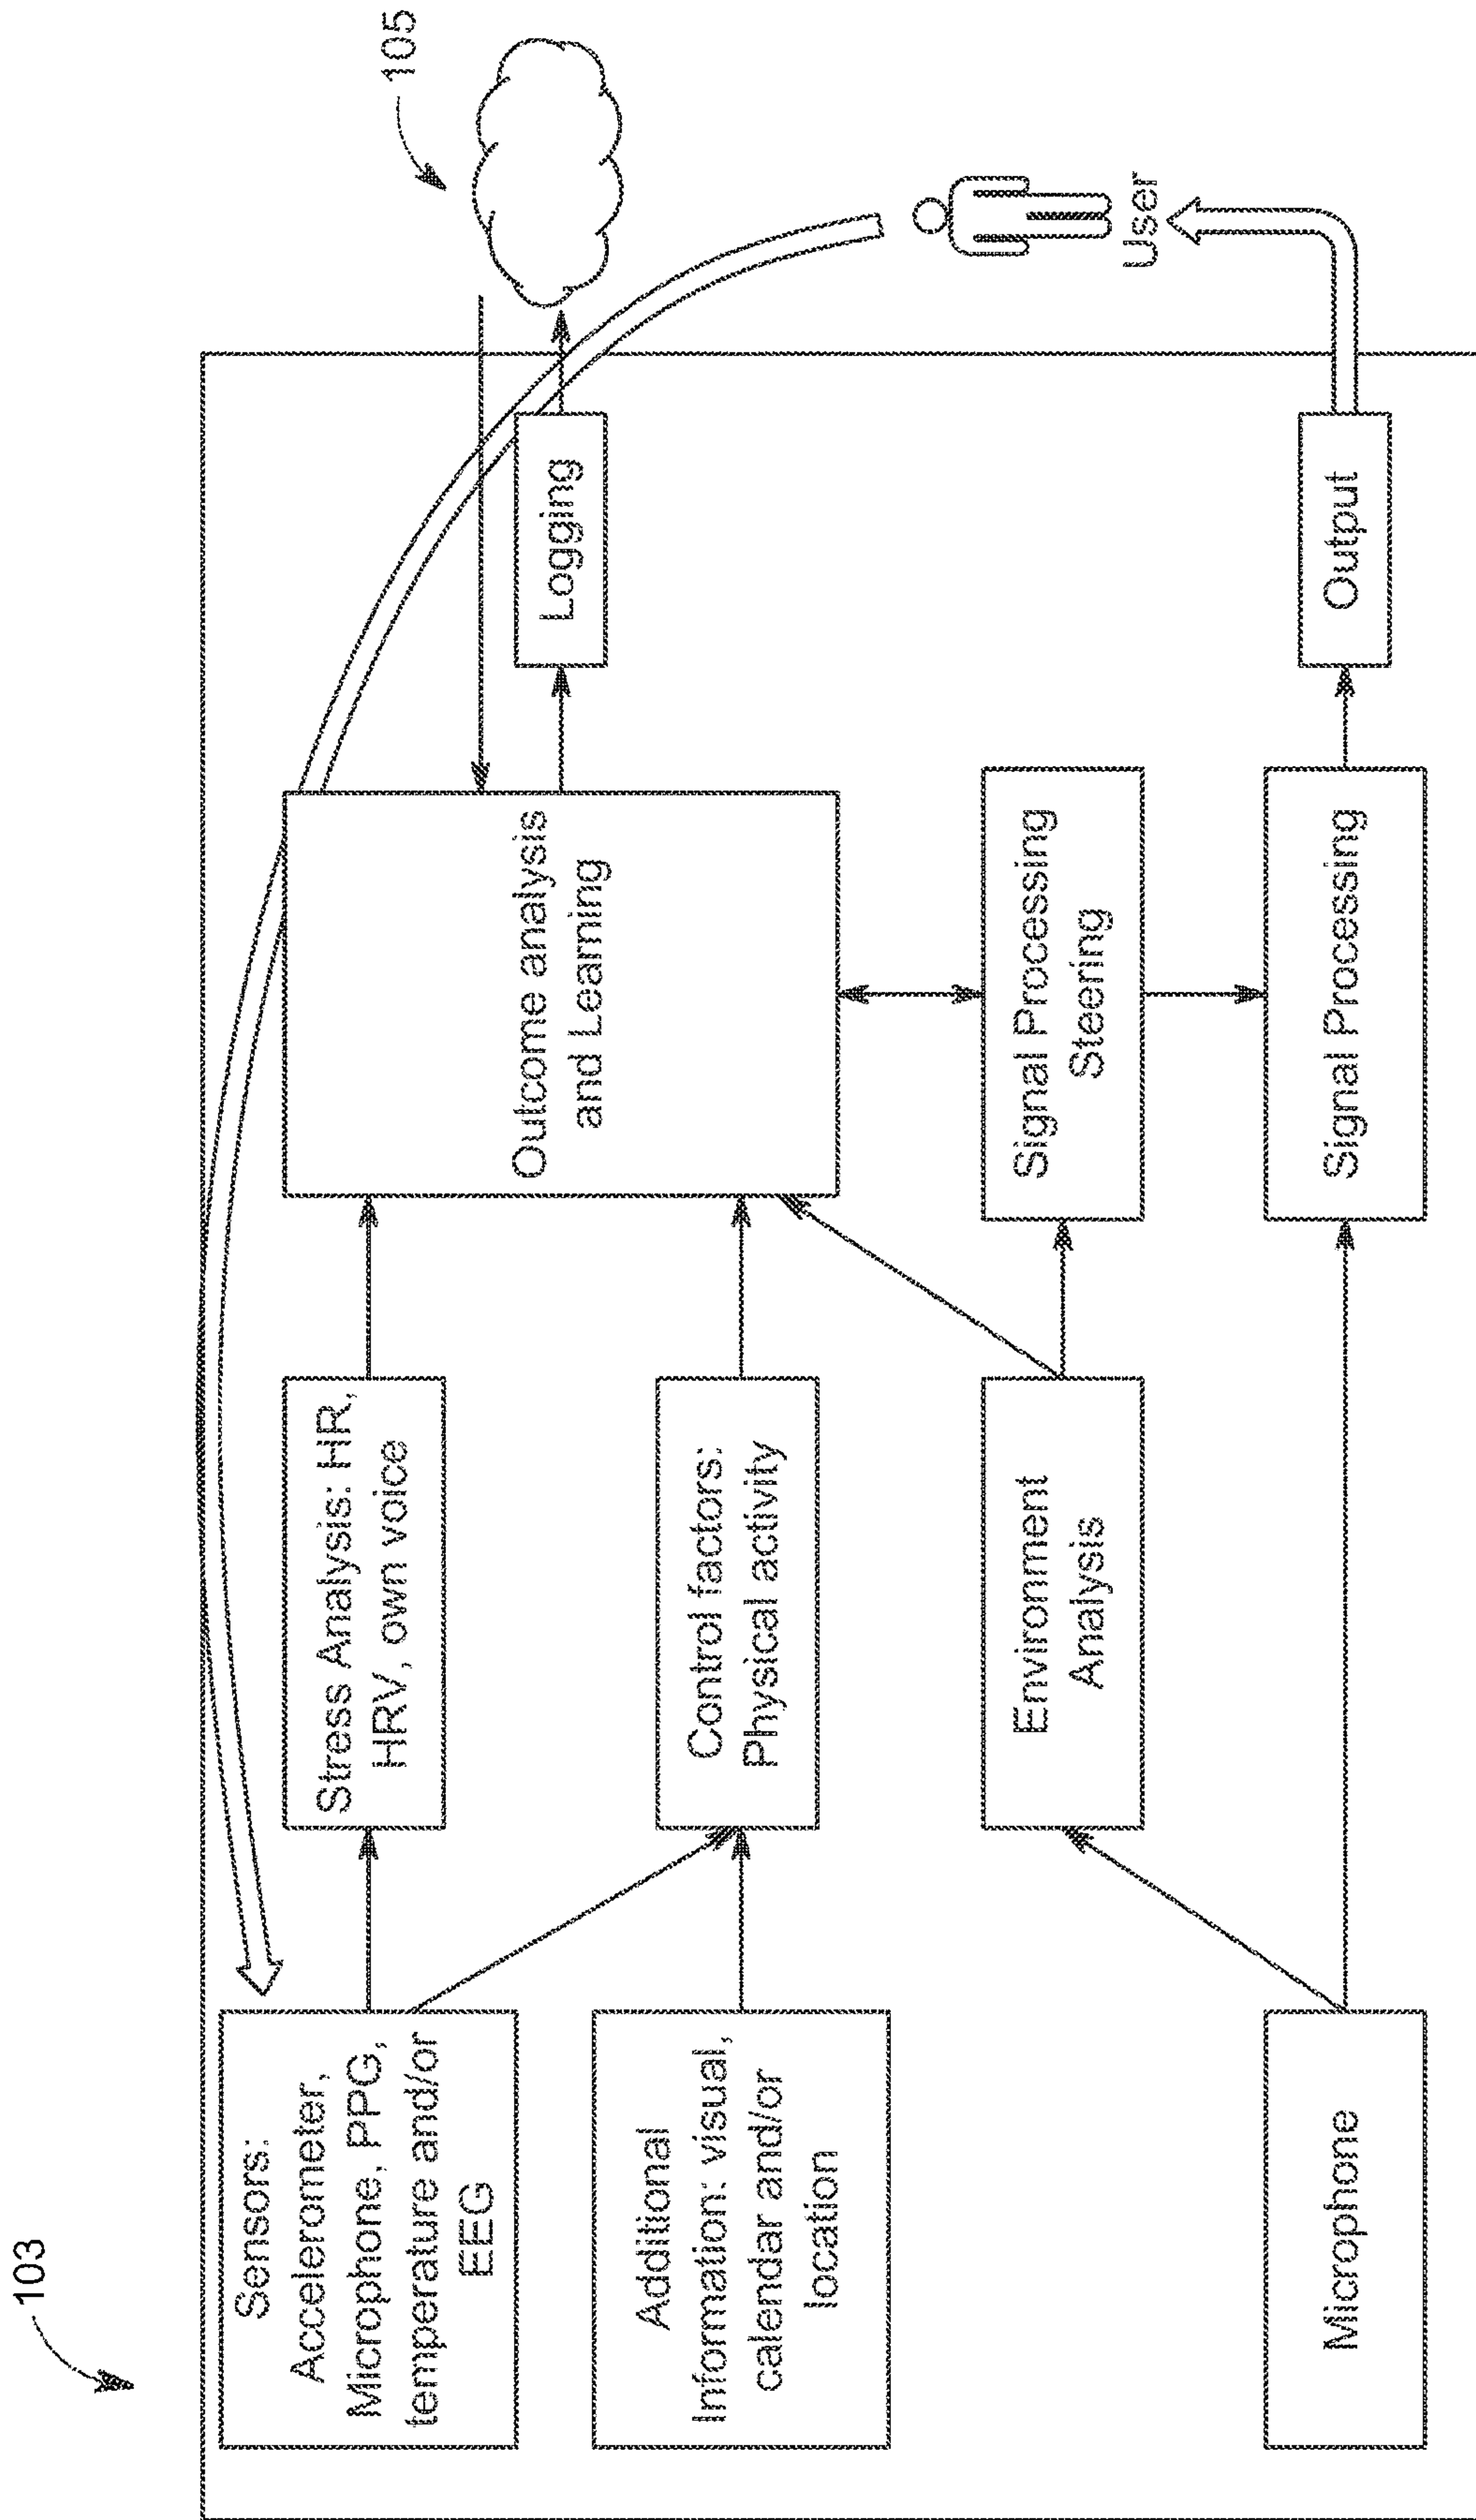 103
105
Sensors:
Accelerometer,
Microphone, PPG,
temperature and/or
EEG
Stress Analysis: HR,
HRV, own voice
Outcome analysis
and Learning
Logging
Additional
Information: visual,
calendar and/or
location
Control factors:
Physical activity
Environment
Analysis
Signal Processing
Steering
User
Microphone
Signal Processing
Output